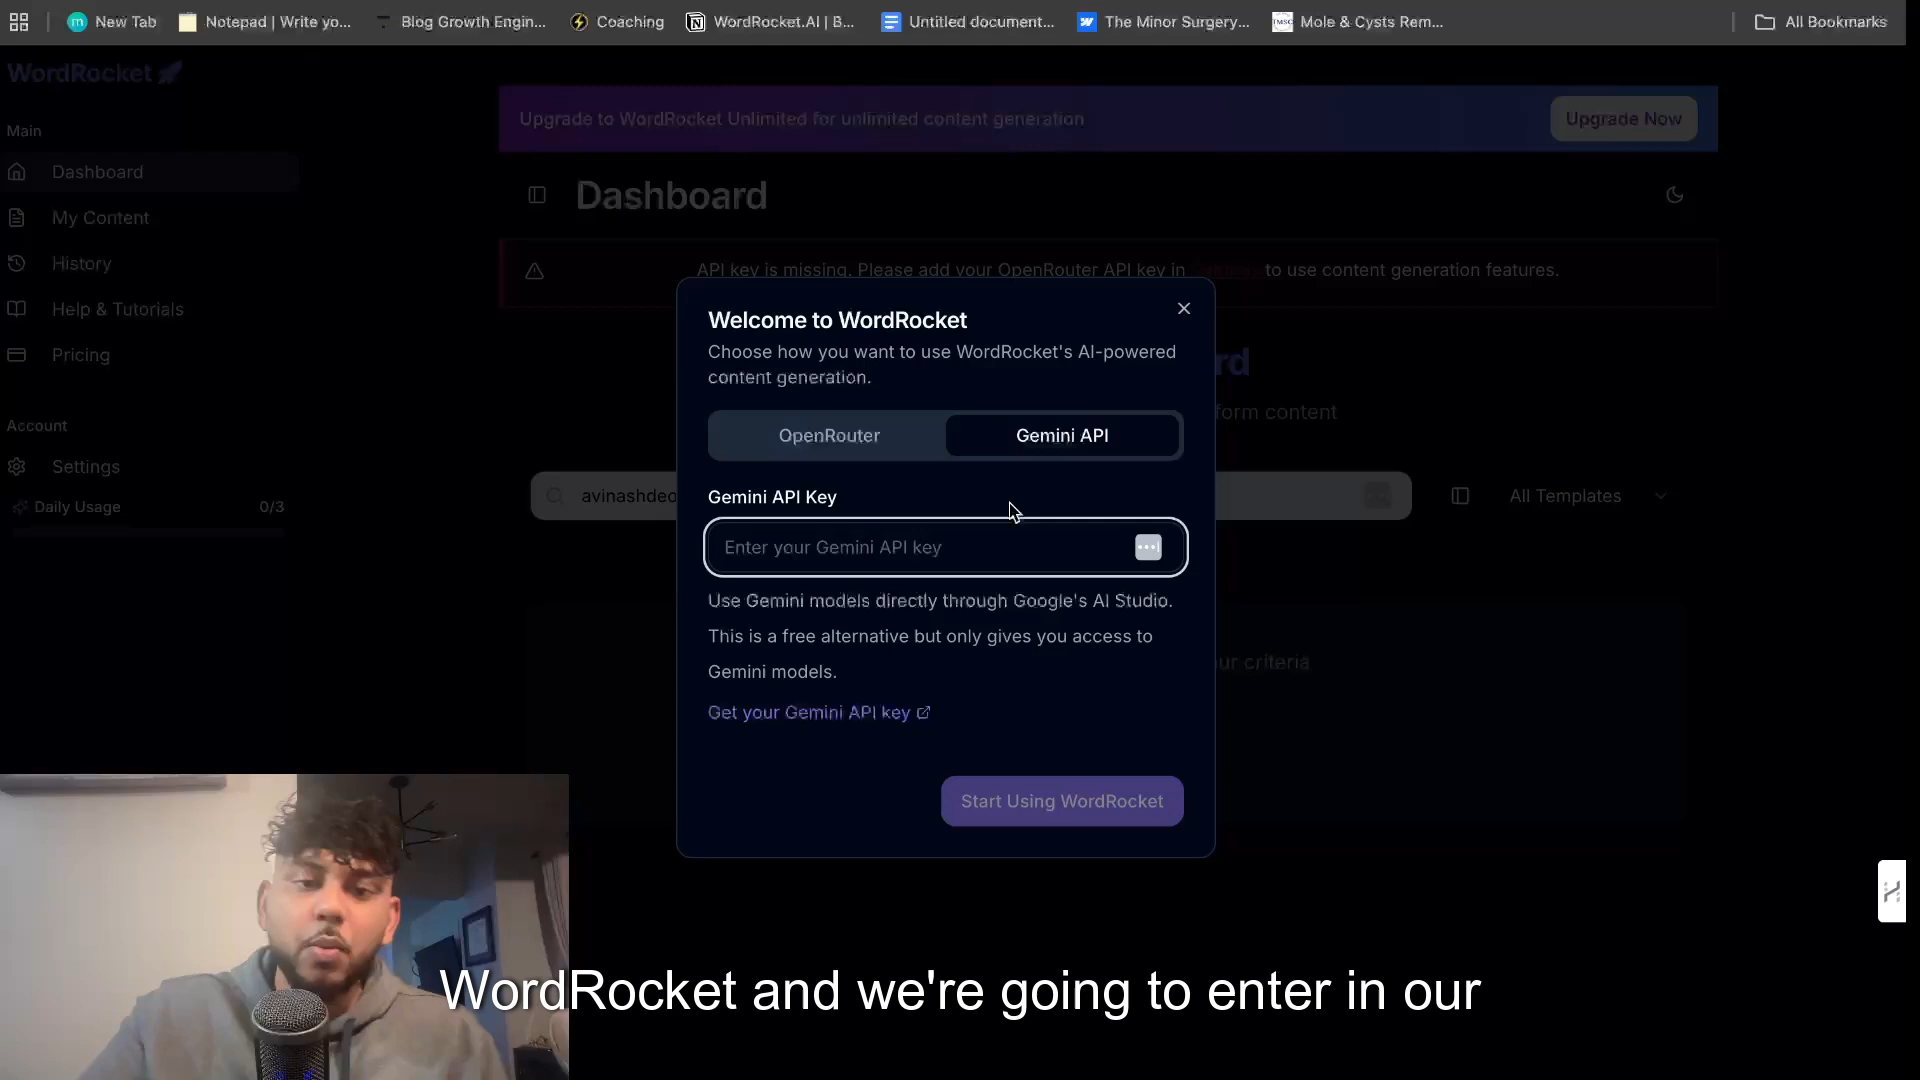 New Tab
Notepad | Write yo...
Blog Growth Engin...
Coaching
WordRocket.AI | B...
Untitled document...
The Minor Surgery...
Mole & Cysts Rem...
All Bookmarks
WordRocket
Upgrade to WordRocket Unlimited for unlimited content generation
Upgrade Now
Main
Dashboard
My Content
History
Help & Tutorials
Pricing
Account
Settings
Daily Usage 0/3
Dashboard
API key is missing. Please add your OpenRouter API key in
to use content generation features.
rd
form content
avinashdeo
All Templates
ur criteria
Welcome to WordRocket
Choose how you want to use WordRocket's AI-powered
content generation.
OpenRouter
Gemini API
Gemini API Key
Enter your Gemini API key
Use Gemini models directly through Google's AI Studio.
This is a free alternative but only gives you access to
Gemini models.
Get your Gemini API key
Start Using WordRocket
WordRocket and we're going to enter in our